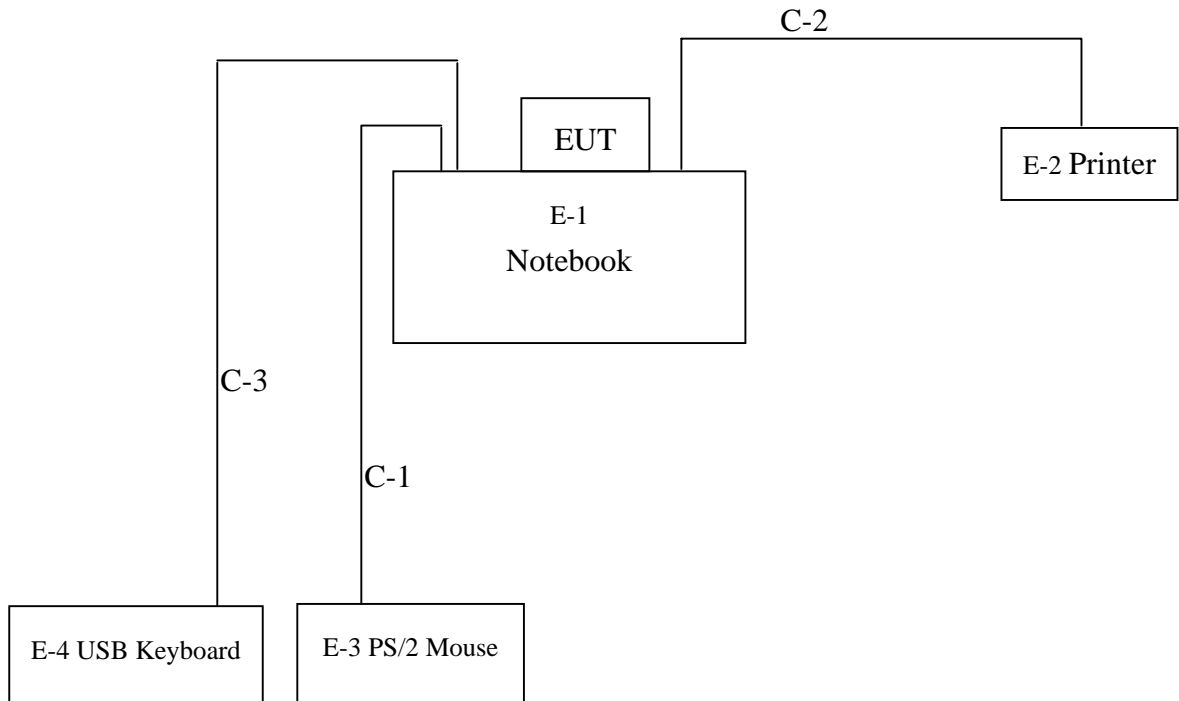 C-2
EUT
E-2 Printer
E-1
Notebook
C-3
C-1
E-4 USB Keyboard
E-3 PS/2 Mouse